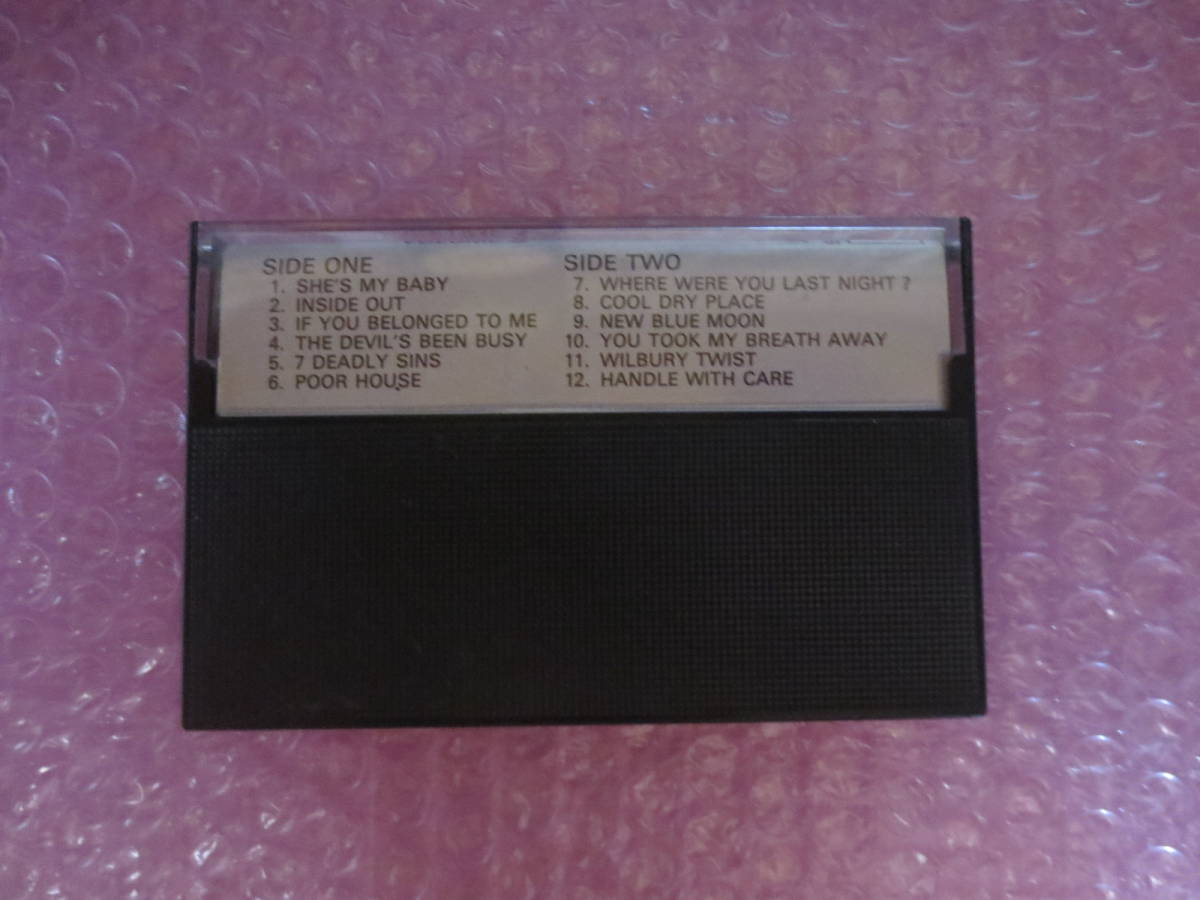 SIDE ONE
1. SHE'S MY BABY
2. INSIDE OUT
3. IF YOU BELONGED TO ME
4. THE DEVIL'S BEEN BUSY
5. 7 DEADLY SINS
6. POOR HOUSE
SIDE TWO
7. WHERE WERE YOU LAST NIGHT ?
8. COOL DRY PLACE
9. NEW BLUE MOON
10. YOU TOOK MY BREATH AWAY
11. WILBURY TWIST
12. HANDLE WITH CARE